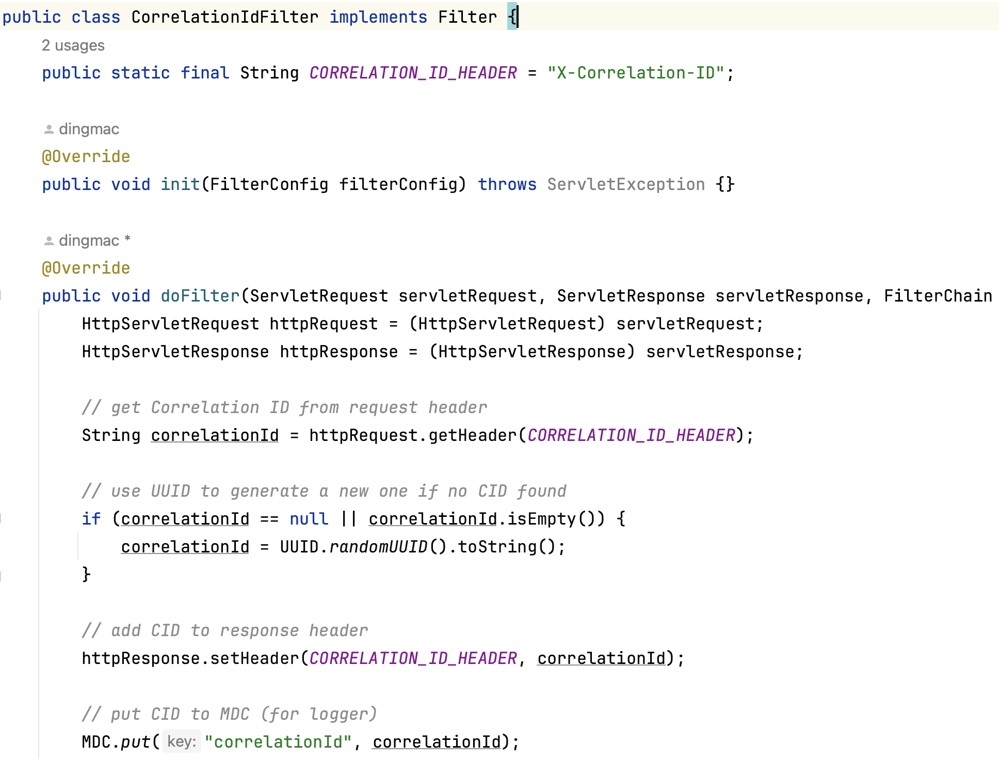 public class CorrelationIdFilter implements Filter {
2 usages
public static final String CORRELATION_ID_HEADER = "X-Correlation-ID";
dingmac
@Override
public void init(FilterConfig filterConfig) throws ServletException {}
dingmac *
@Override
public void doFilter(ServletRequest servletRequest, ServletResponse servletResponse, FilterChain
HttpServletRequest httpRequest = (HttpServletRequest) servletRequest;
HttpServletResponse httpResponse = (HttpServletResponse) servletResponse;
// get Correlation ID from request header
String correlationId = httpRequest.getHeader(CORRELATION_ID_HEADER);
// use UUID to generate a new one if no CID found
if (correlationId == null || correlationId.isEmpty()) {
correlationId = UUID.randomUUID().toString();
}
// add CID to response header
httpResponse.setHeader(CORRELATION_ID_HEADER, correlationId);
// put CID to MDC (for logger)
MDC.put( key: "correlationId", correlationId);